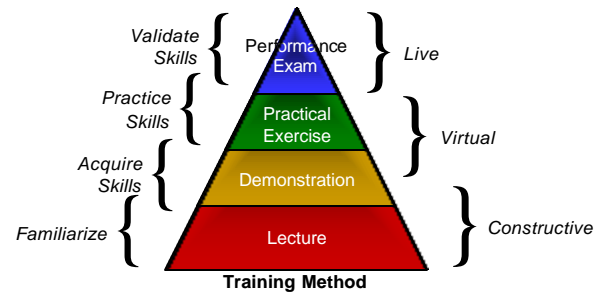 Validate
Skills
Performance
Exam
Live
Practice
Skills
Practical
Exercise
Virtual
Acquire
Skills
Demonstration
Familiarize
Lecture
Constructive
Training Method